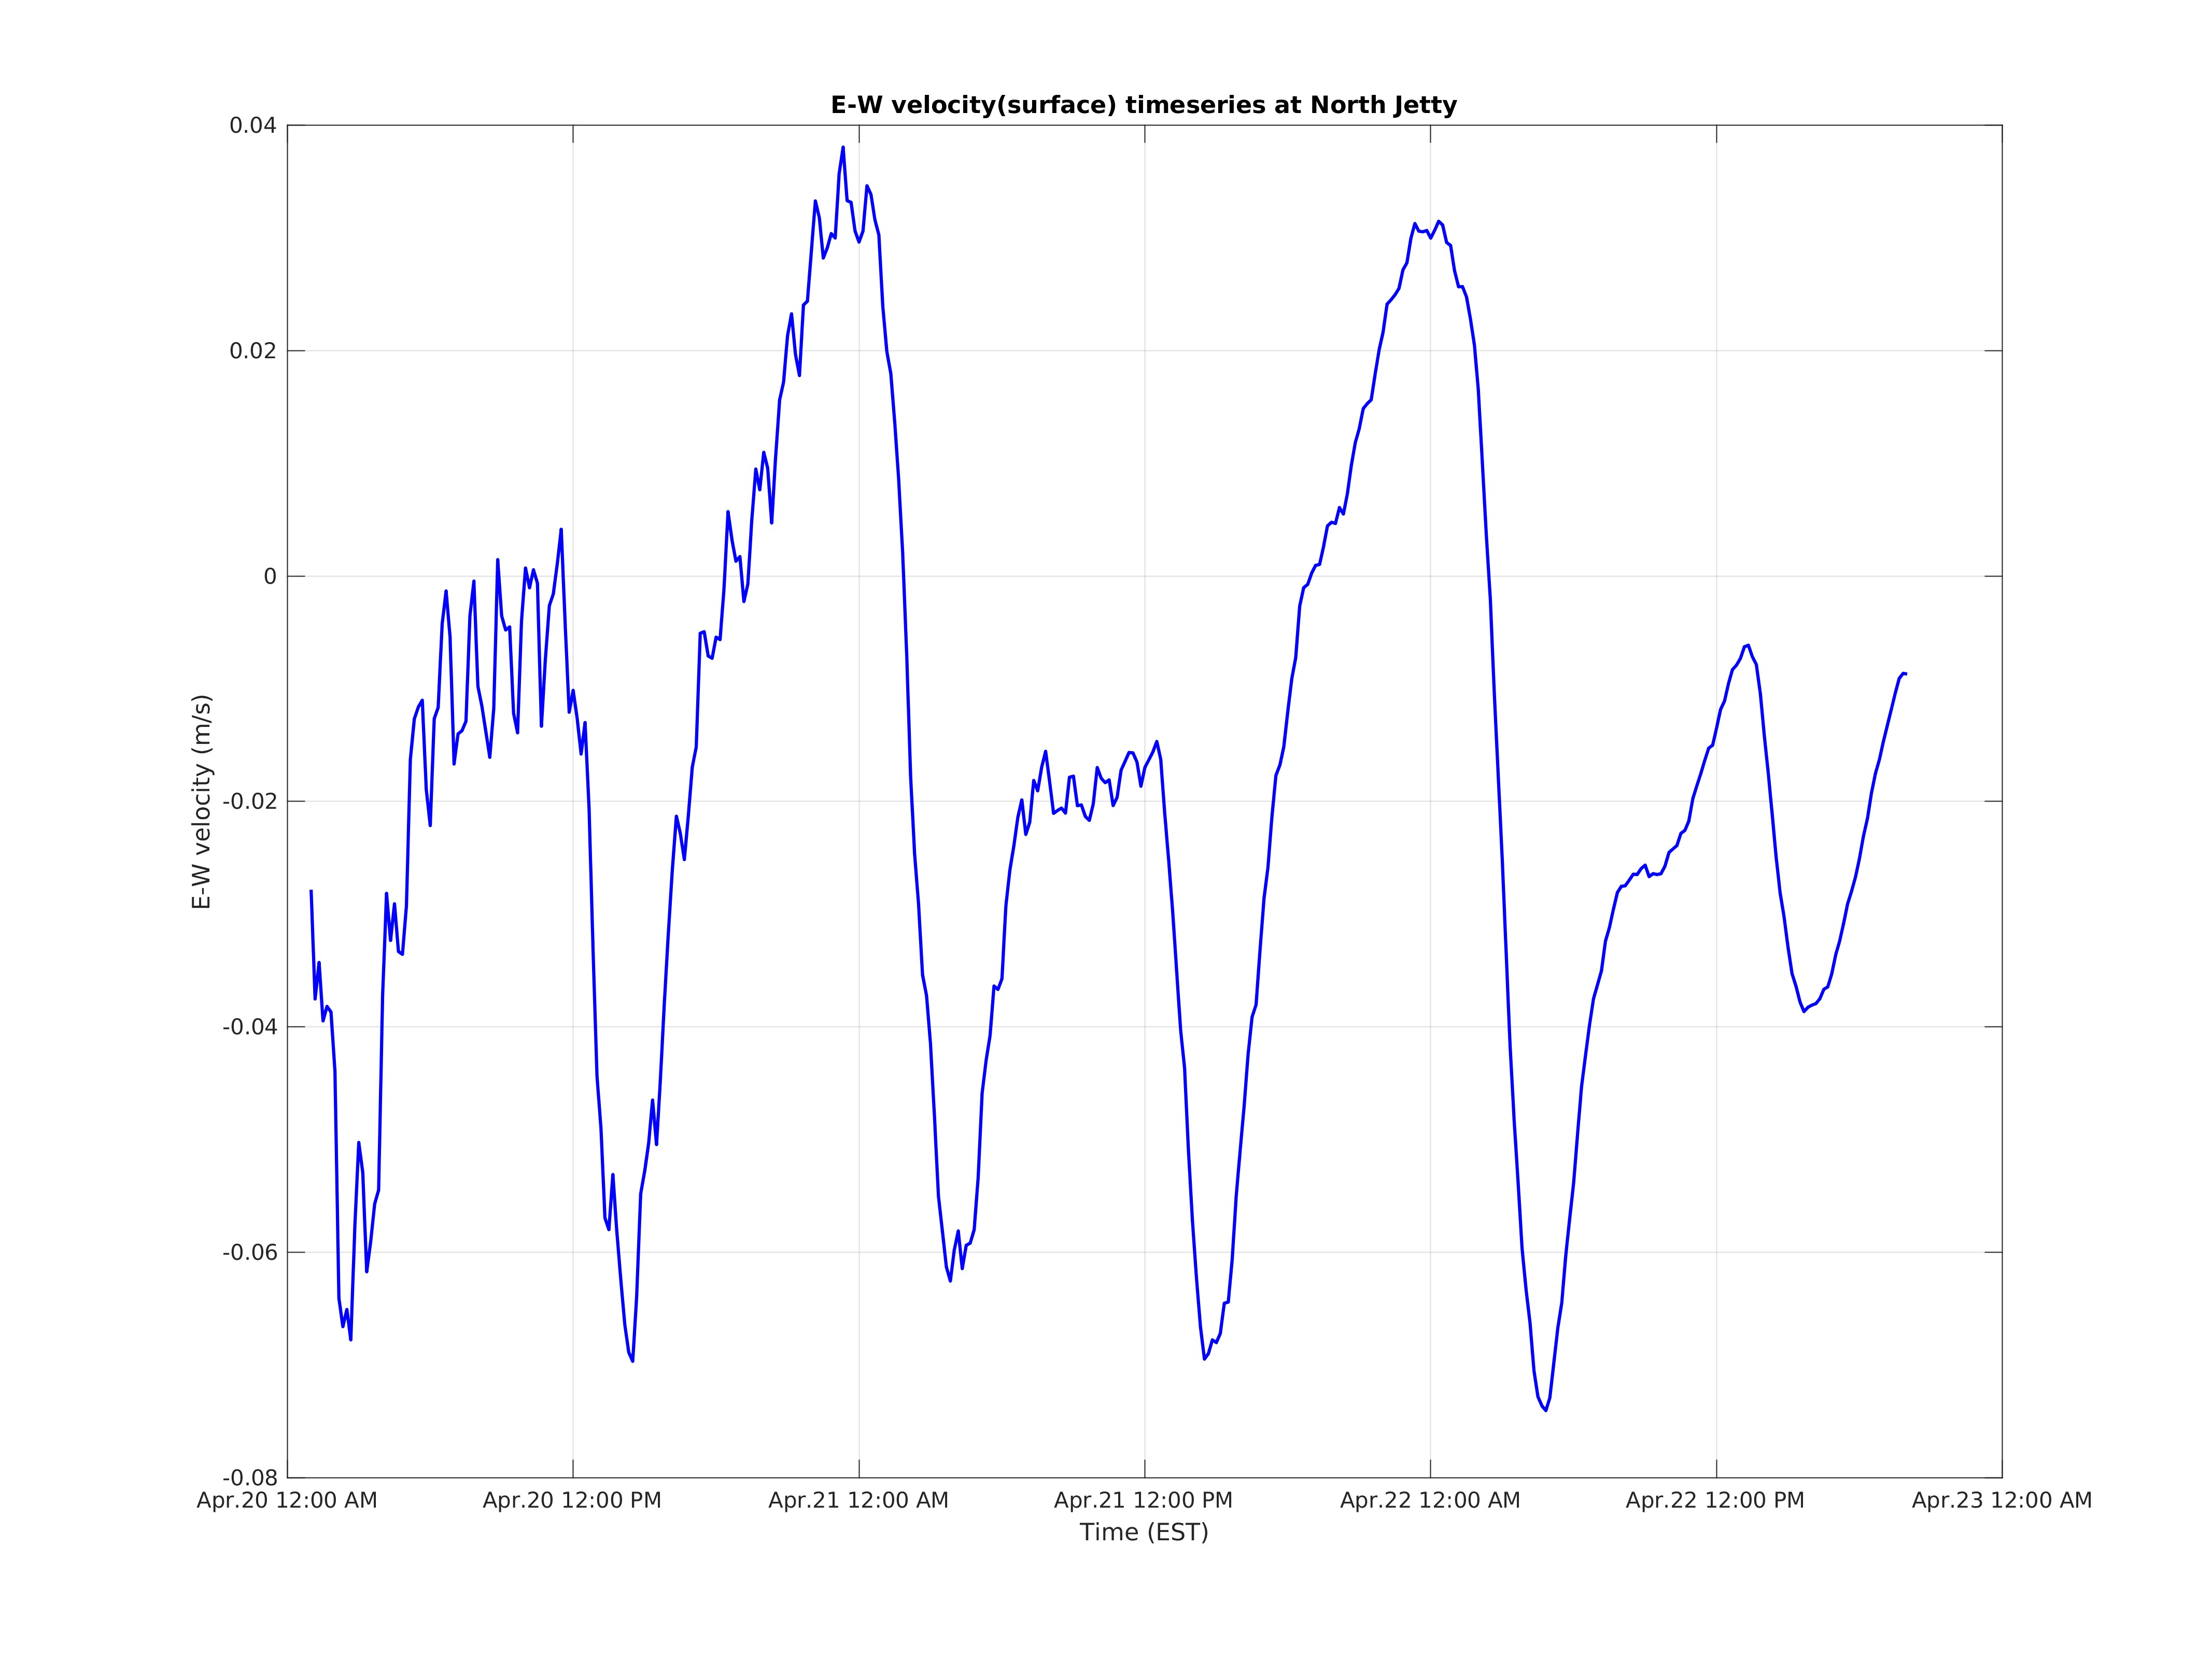 E-W velocity(surface) timeseries at North Jetty
0.04
0.02
0
-0.02
-0.04
-0.06
-0.08
E-W velocity (m/s)
Apr.20 12:00 AM Apr.20 12:00 PM Apr.21 12:00 AM Apr.21 12:00 PM Apr.22 12:00 AM Apr.22 12:00 PM Apr.23 12:00 AM
Time (EST)